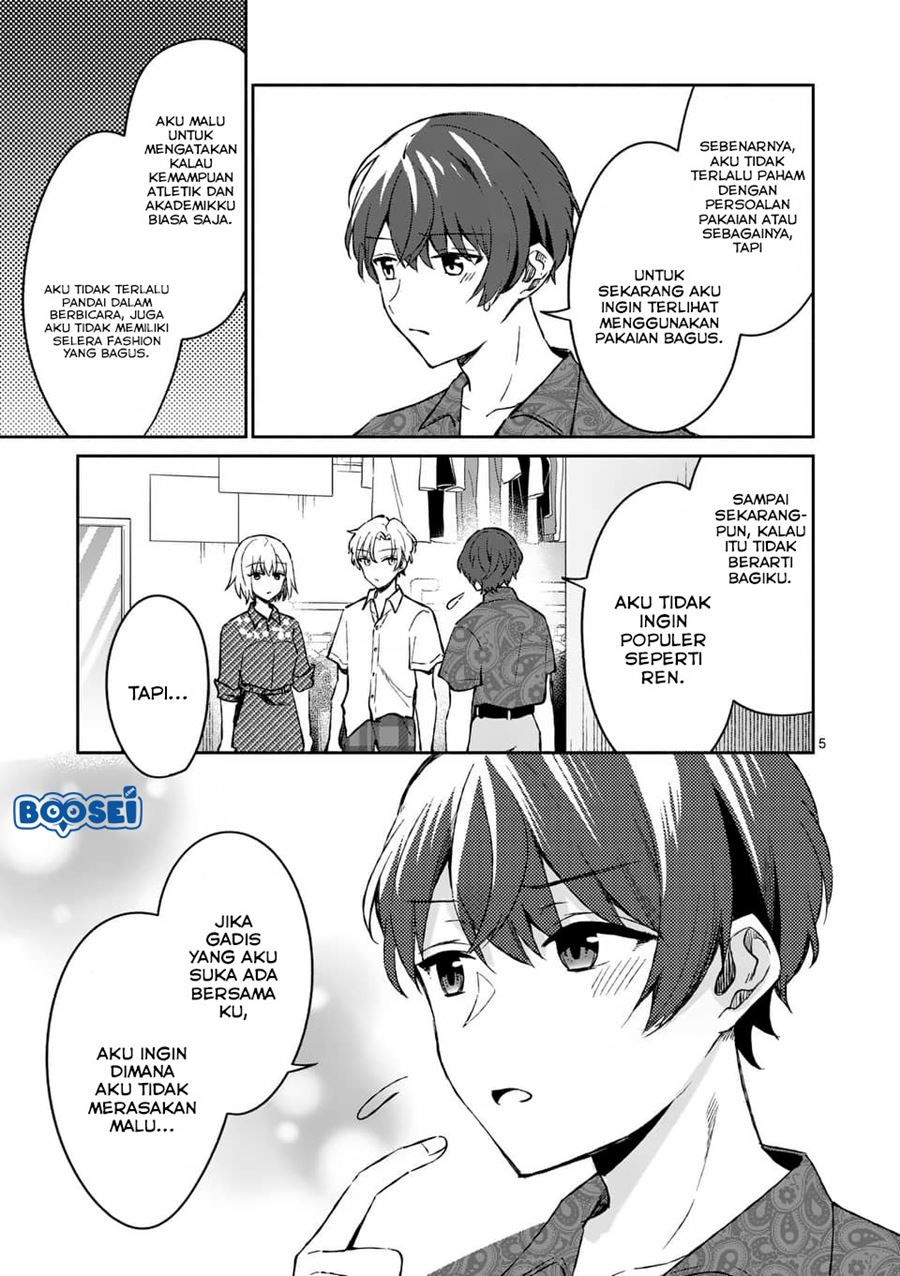 SEBENARNYA,
AKU TIDAK
TERLALU PAHAM
DENGAN
PERSOALAN
PAKAIAN ATAU
SEBAGAINYA,
TAPI
UNTUK
SEKARANG AKU
INGIN TERLIHAT
MENGGUNAKAN
PAKAIAN BAGUS.
AKU MALU
UNTUK
MENGATAKAN
KALAU
KEMAMPUAN
ATLETIK DAN
AKADEMIKKU
BIASA SAJA.
AKU TIDAK TERLALU
PANDAI DALAM
BERBICARA, JUGA
AKU TIDAK MEMILIKI
SELERA FASHION
YANG BAGUS.
SAMPAI
SEKARANG-
PUN, KALAU
ITU TIDAK
BERARTI
BAGIKU.
AKU TIDAK
INGIN
POPULER
SEPERTI
REN.
TAPI...
5
BOOSEI
JIKA
GADIS
YANG AKU
SUKA ADA
BERSAMA
KU,
AKU INGIN
DIMANA
AKU TIDAK
MERASAKAN
MALU...